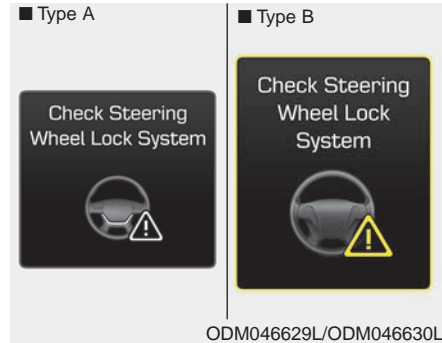 ■ Type A
Check Steering
Wheel Lock System
■ Type B
Check Steering
Wheel Lock
System
ODM046629L/ODM046630L